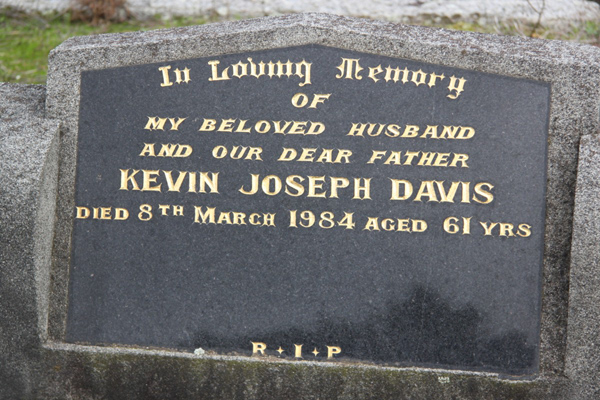 In Loving Memory
OF
MY BELOVED HUSBAND
AND OUR DEAR FATHER
KEVIN JOSEPH DAVIS
DIED 8TH MARCH 1984 AGED 61 YRS
R + I + P